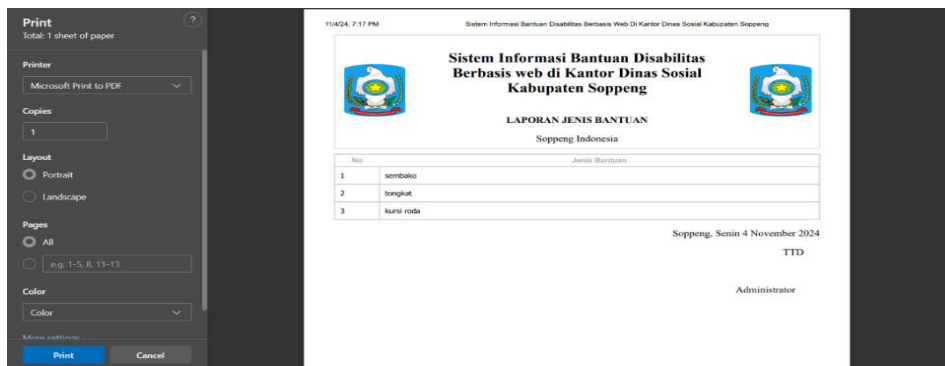 Print
?
Total: 1 sheet of paper
Printer
Microsoft Print to PDF
Copies
1
Layout
Portrait
Landscape
Pages
All
e.g. 1-5, 8, 11-13
Color
Color
More settings
Print Cancel
11/4/24, 7:17 PM Sistem Informasi Bantuan Disabilitas Berbasis Web Di Kantor Dinas Sosial Kabupaten Soppeng
Sistem Informasi Bantuan Disabilitas
Berbasis web di Kantor Dinas Sosial
Kabupaten Soppeng
LAPORAN JENIS BANTUAN
Soppeng Indonesia
No Jenis Bantuan
1 sembako
2 tongkat
3 kursi roda
Soppeng, Senin 4 November 2024
TTD
Administrator